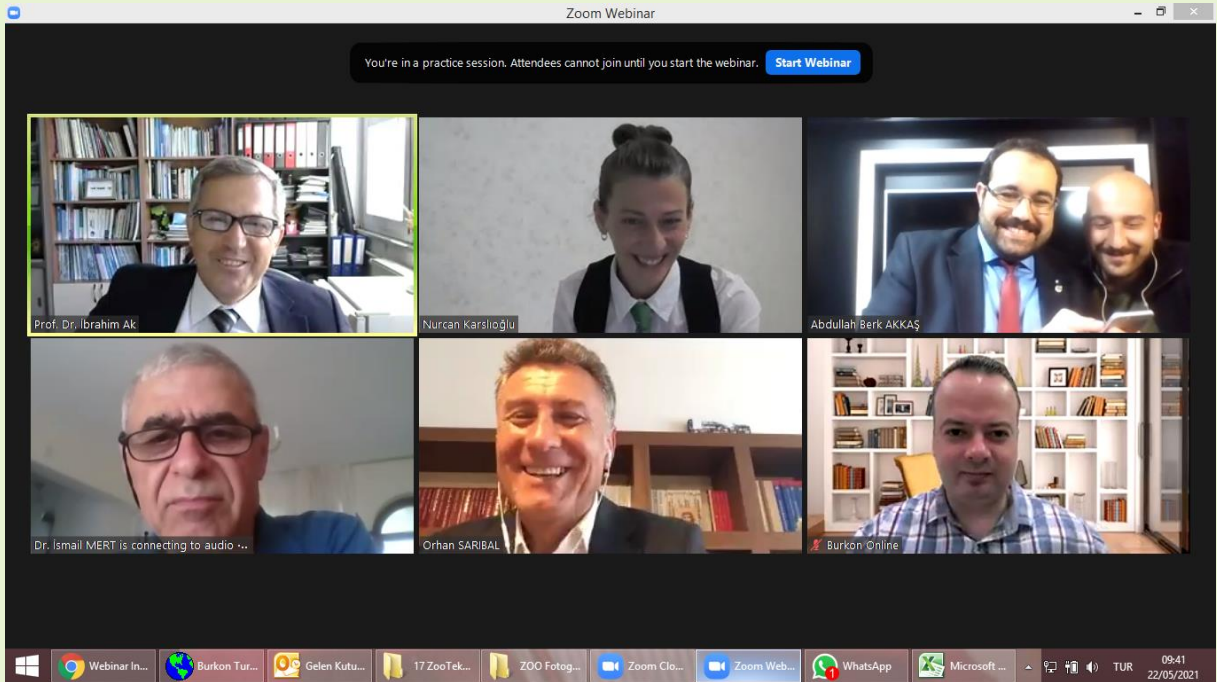 Zoom Webinar
You're in a practice session. Attendees cannot join until you start the webinar. Start Webinar
Prof. Dr. İbrahim Ak
Nurcan Karslıoğlu
Abdullah Berk AKKAŞ
Dr. İsmail MERT is connecting to audio ·..
Orhan SARIBAL
Burkon Online
Webinar In... Burkon Tur... Gelen Kutu... 17 ZooTek... ZOO Fotog... Zoom Clo... Zoom Web... 1 WhatsApp Microsoft ... TUR 09:41
22/05/2021